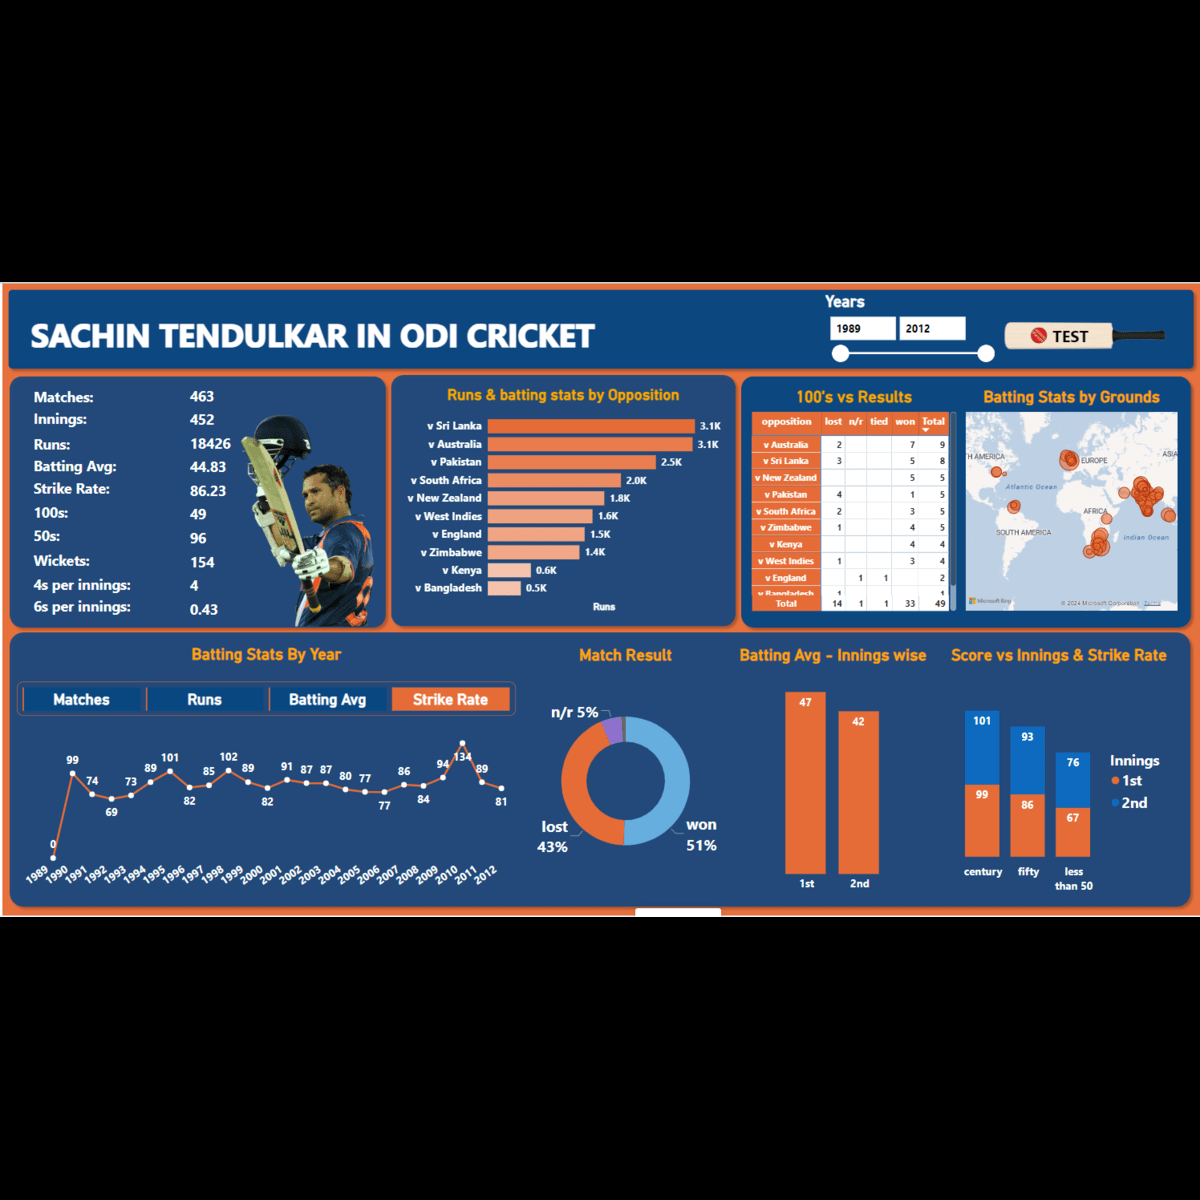 SACHIN TENDULKAR IN ODI CRICKET
Years
1989 2012
TEST
Matches: 463
Innings: 452
Runs: 18426
Batting Avg: 44.83
Strike Rate: 86.23
100s: 49
50s: 96
Wickets: 154
4s per innings: 4
6s per innings: 0.43
Runs & batting stats by Opposition
v Sri Lanka 3.1K
v Australia 3.1K
v Pakistan 2.5K
v South Africa 2.0K
v New Zealand 1.8K
v West Indies 1.6K
v England 1.5K
v Zimbabwe 1.4K
v Kenya 0.6K
v Bangladesh 0.5K
Runs
100's vs Results
opposition lost n/r tied won Total
v Australia 2 7 9
v Sri Lanka 3 5 8
v New Zealand 5 5
v Pakistan 4 1 5
v South Africa 2 3 5
v Zimbabwe 1 4 5
v Kenya 4 4
v West Indies 1 3 4
v England 1 1 2
v Bangladesh 1 1
Total 14 1 1 33 49
Batting Stats by Grounds
TH AMERICA
EUROPE
ASIA
Atlantic Ocean
AFRICA
SOUTH AMERICA
Indian Ocean
Microsoft Bing
© 2024 Microsoft Corporation Terms
Batting Stats By Year
Matches Runs Batting Avg Strike Rate
0 99 74 69 73 89 101 82 85 102 89 82 91 87 87 80 77 77 86 84 94 134 89 81
1989 1990 1991 1992 1993 1994 1995 1996 1997 1998 1999 2000 2001 2002 2003 2004 2005 2006 2007 2008 2009 2010 2011 2012
Match Result
n/r 5%
lost
43%
won
51%
Batting Avg - Innings wise
47
42
1st 2nd
Score vs Innings & Strike Rate
101 93 76
99 86 67
century fifty less
than 50
Innings
1st
2nd